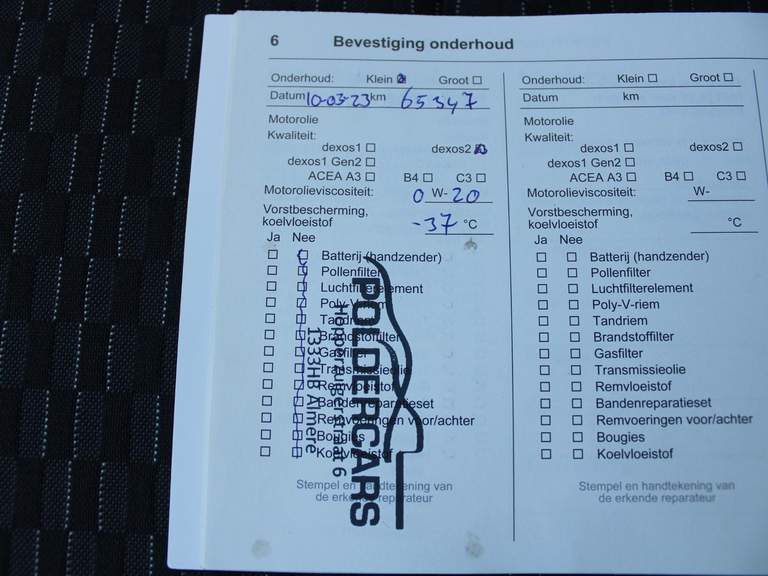 6 Bevestiging onderhoud
Onderhoud: Klein Groot
Datum 10-03-23 km 65347
Motorolie
Kwaliteit:
dexos1 dexos2
dexos1 Gen2
ACEA A3 B4 C3
Motorolieviscositeit: 0 W-20
Vorstbescherming,
koelvloeistof -37 °C
Ja Nee
Batterij (handzender)
Pollenfilter
Luchtfilterelement
Poly-V-riem
Tandriem
Brandstoffilter
Gasfilter
Transmissieolie
Remvloeistof
Bandenreparatieset
Remvoeringen voor/achter
Bougies
Koelvloeistof
Stempel en handtekening van
de erkende reparateur
POLDERCARS
6
1333HB Almere
Onderhoud: Klein Groot
Datum km
Motorolie
Kwaliteit:
dexos1 dexos2
dexos1 Gen2
ACEA A3 B4 C3
Motorolieviscositeit: W-
Vorstbescherming,
koelvloeistof °C
Ja Nee
Batterij (handzender)
Pollenfilter
Luchtfilterelement
Poly-V-riem
Tandriem
Brandstoffilter
Gasfilter
Transmissieolie
Remvloeistof
Bandenreparatieset
Remvoeringen voor/achter
Bougies
Koelvloeistof
Stempel en handtekening van
de erkende reparateur